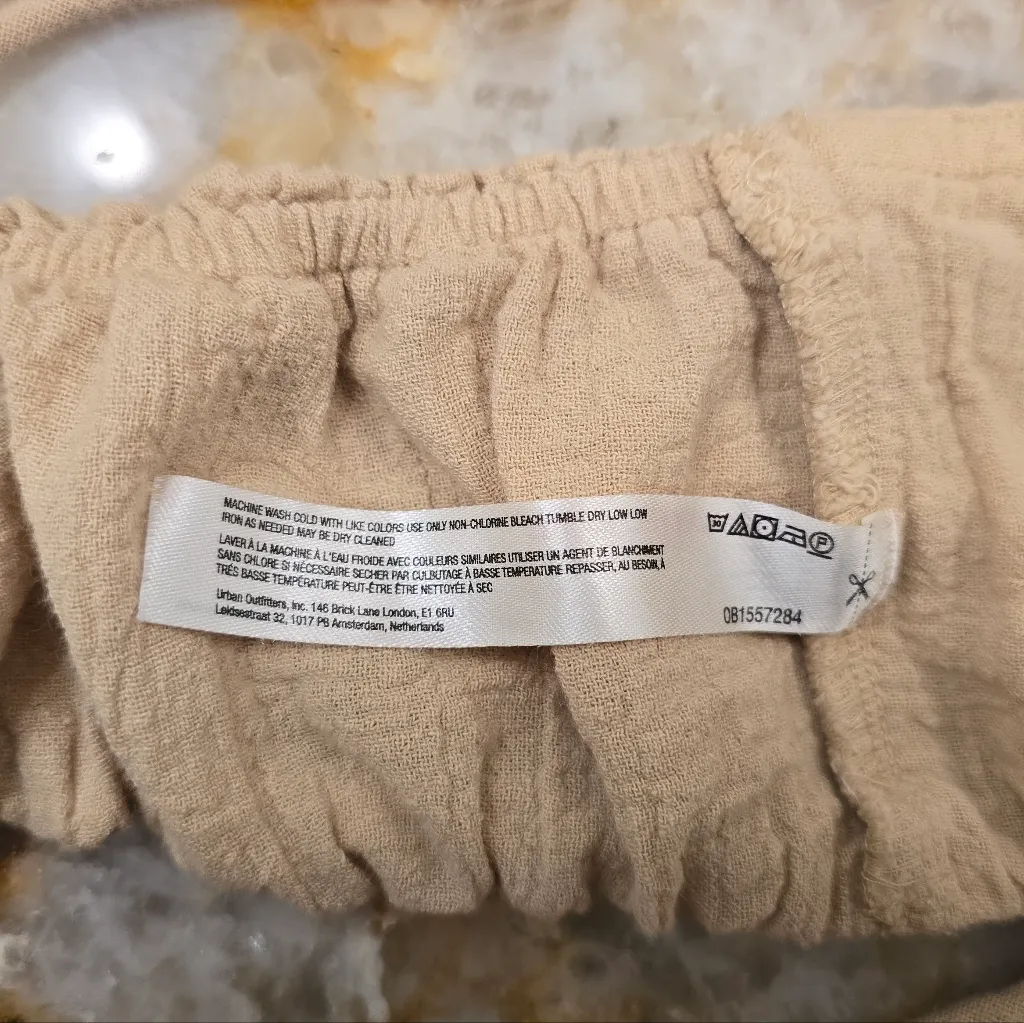 MACHINE WASH COLD WITH LIKE COLORS USE ONLY NON-CHLORINE BLEACH TUMBLE DRY LOW LOW
IRON AS NEEDED MAY BE DRY CLEANED
LAVER À LA MACHINE À L'EAU FROIDE AVEC COULEURS SIMILAIRES UTILISER UN AGENT DE BLANCHIMENT
SANS CHLORE SI NÉCESSAIRE SECHER PAR CULBUTAGE À BASSE TEMPERATURE REPASSER, AU BESOIN, À
TRÉS BASSE TEMPÉRATURE PEUT-ÊTRE ÊTRE NETTOYÉE À SEC
Urban Outfitters, Inc. 146 Brick Lane London, E1 6RU
Leidsestraat 32, 1017 PB Amsterdam, Netherlands
30 P
0B1557284